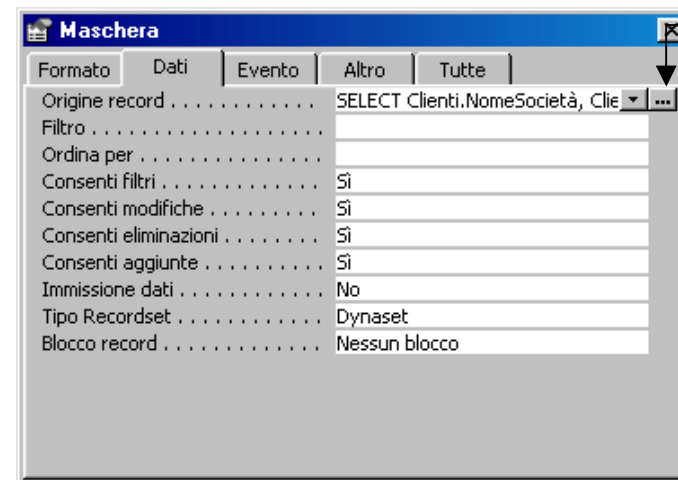 Maschera
Formato Dati Evento Altro Tutte
Origine record . . . . . . . . . . . . . SELECT Clienti.NomeSocietà, Clie ...
Filtro . . . . . . . . . . . . . . . . . . . .
Ordina per . . . . . . . . . . . . . . .
Consenti filtri . . . . . . . . . . . . . Sì
Consenti modifiche . . . . . . . . . Sì
Consenti eliminazioni . . . . . . . . Sì
Consenti aggiunte . . . . . . . . . . Sì
Immissione dati . . . . . . . . . . . . No
Tipo Recordset . . . . . . . . . . . . Dynaset
Blocco record . . . . . . . . . . . . . Nessun blocco